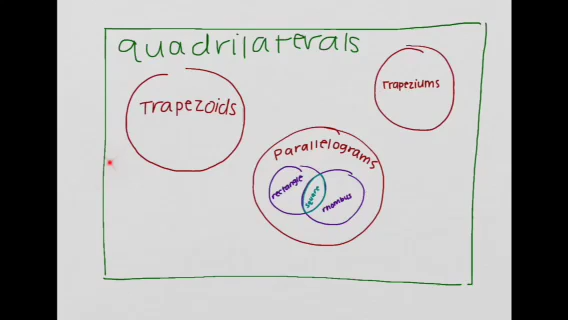 quadrilaterals
Trapezoids
Trapeziums
Parallelograms
rectangle
square
rhombus